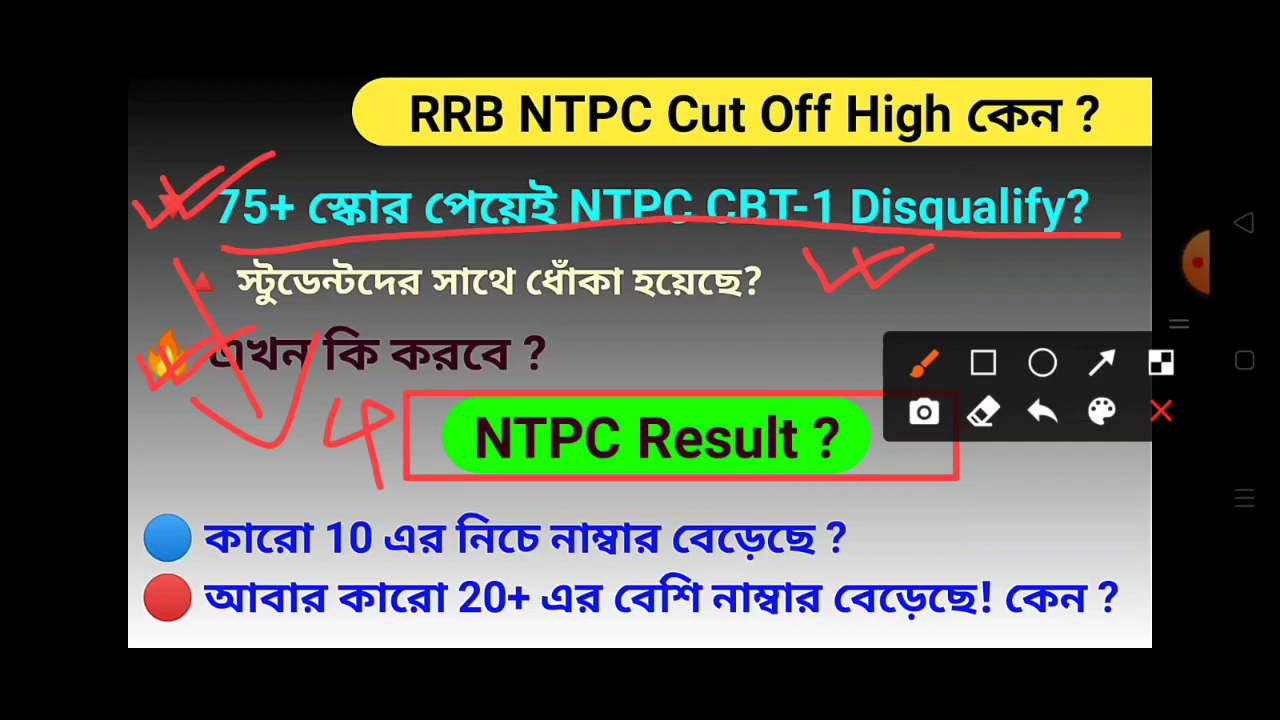 RRB NTPC Cut Off High কেন ?
75+ স্কোর পেয়েই NTPC CBT-1 Disqualify?
স্টুডেন্টদের সাথে ধোঁকা হয়েছে?
এখন কি করবে ?
NTPC Result ?
কারো 10 এর নিচে নাম্বার বেড়েছে ?
আবার কারো 20+ এর বেশি নাম্বার বেড়েছে! কেন ?